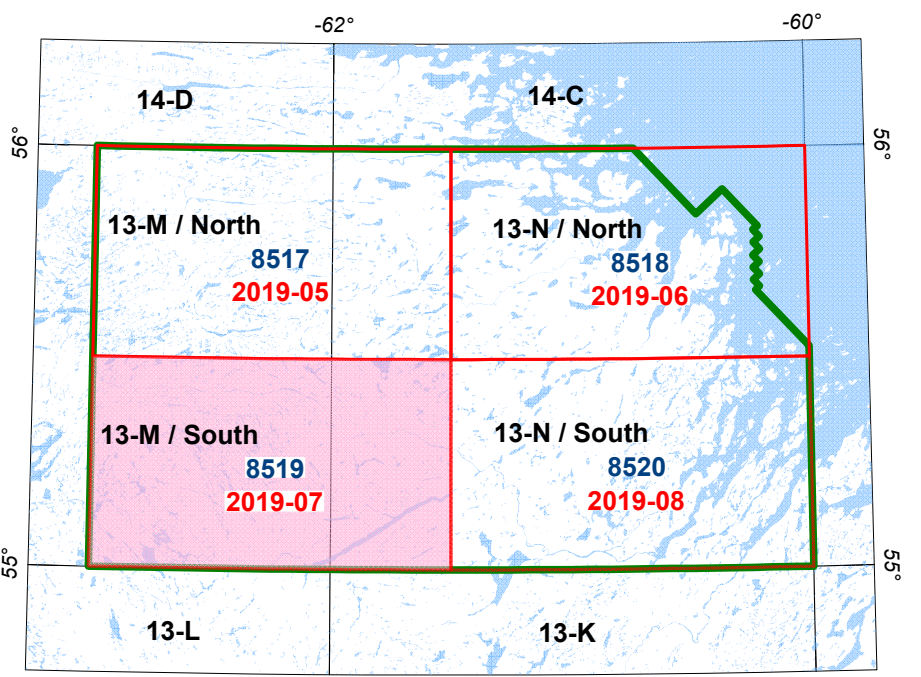 -62°
-60°
14-D
14-C
56°
56°
13-M / North
8517
2019-05
13-N / North
8518
2019-06
13-M / South
8519
2019-07
13-N / South
8520
2019-08
55°
55°
13-L
13-K